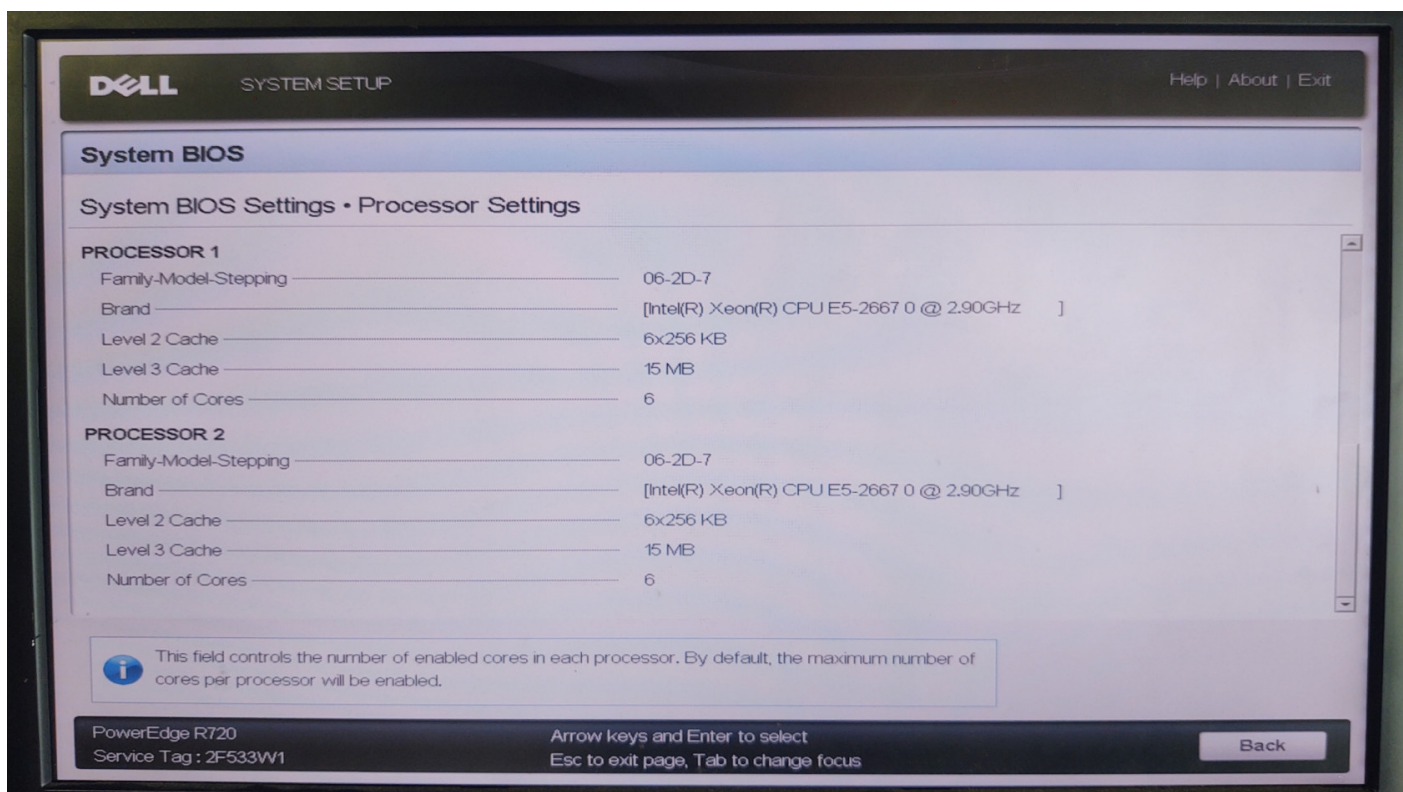 DELL SYSTEM SETUP Help | About | Exit
System BIOS
System BIOS Settings • Processor Settings
PROCESSOR 1
Family-Model-Stepping 06-2D-7
Brand [Intel(R) Xeon(R) CPU E5-2667 0 @ 2.90GHz ]
Level 2 Cache 6x256 KB
Level 3 Cache 15 MB
Number of Cores 6
PROCESSOR 2
Family-Model-Stepping 06-2D-7
Brand [Intel(R) Xeon(R) CPU E5-2667 0 @ 2.90GHz ]
Level 2 Cache 6x256 KB
Level 3 Cache 15 MB
Number of Cores 6
This field controls the number of enabled cores in each processor. By default, the maximum number of
cores per processor will be enabled.
PowerEdge R720
Service Tag : 2F533W1
Arrow keys and Enter to select
Esc to exit page, Tab to change focus
Back